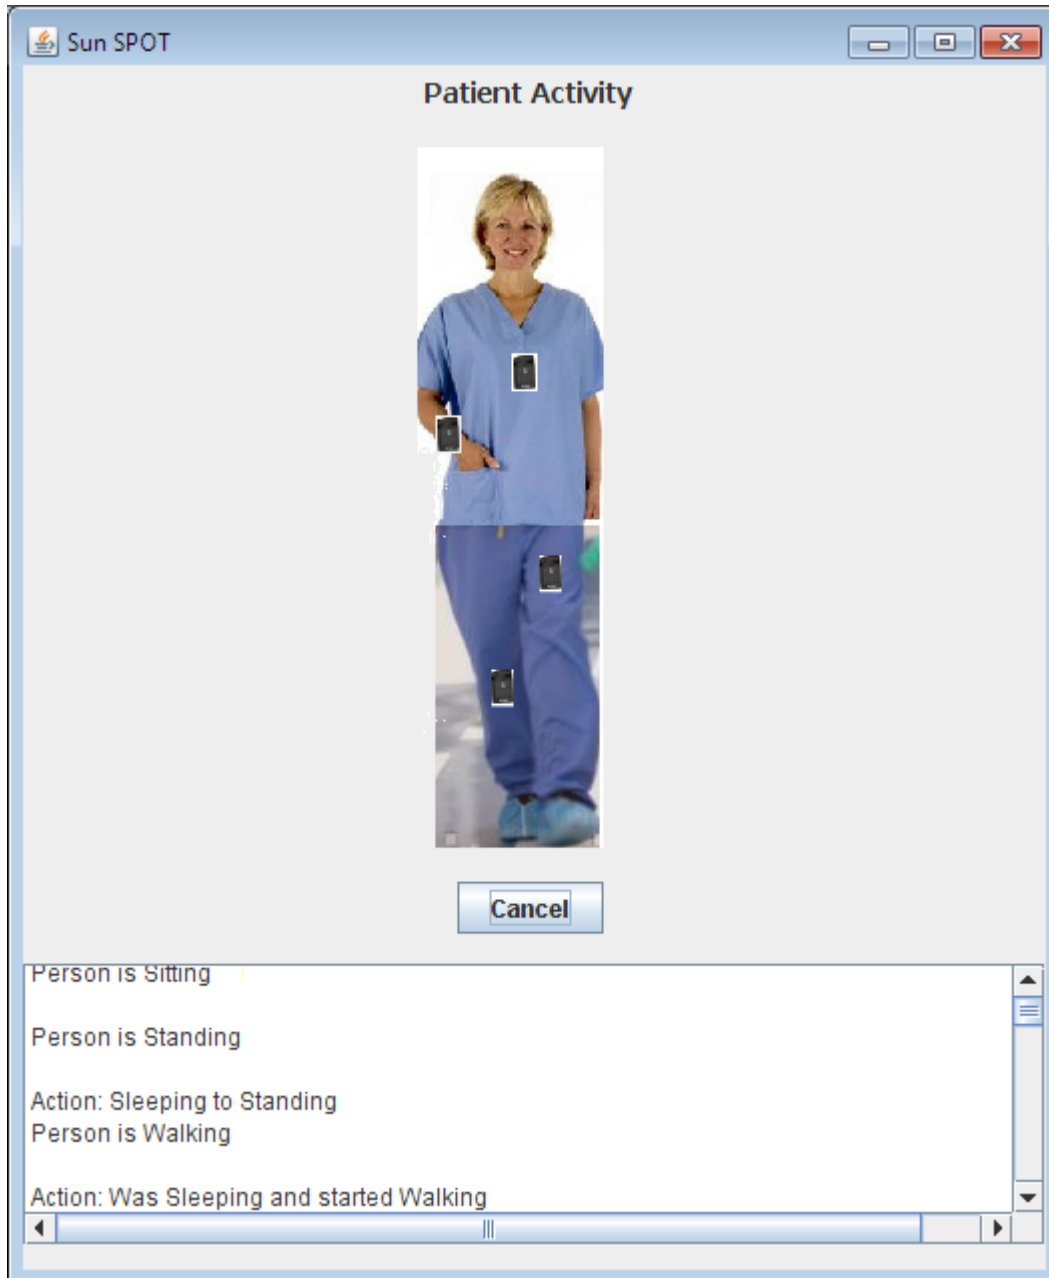 Sun SPOT
Patient Activity
Cancel
Person is Sitting
Person is Standing
Action: Sleeping to Standing
Person is Walking
Action: Was Sleeping and started Walking